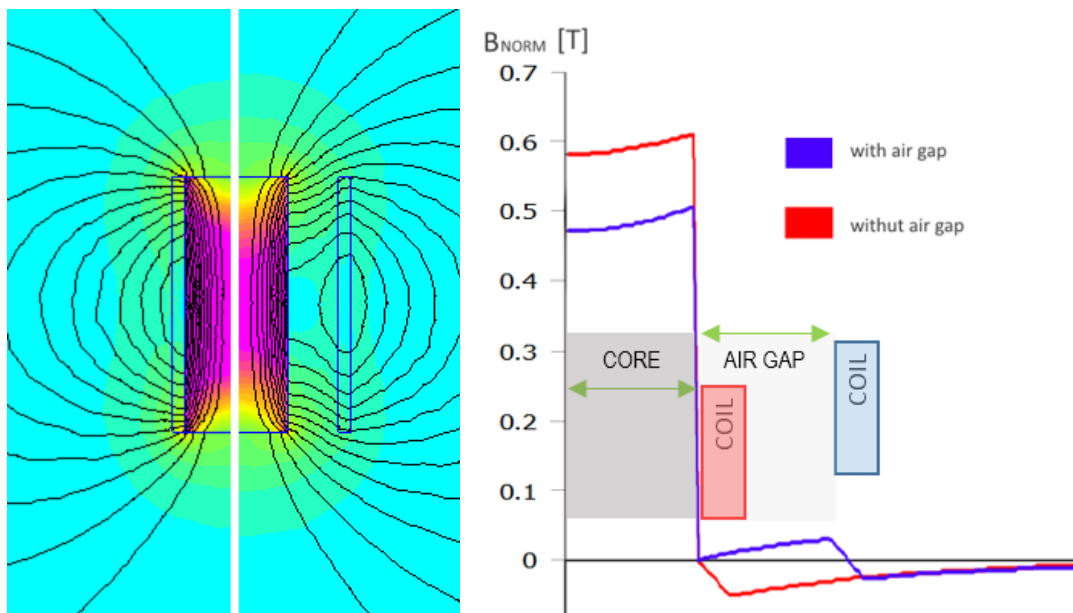 BNORM [T]
0.7
0.6
0.5
0.4
0.3
0.2
0.1
0
with air gap
withut air gap
CORE
AIR GAP
COIL
COIL